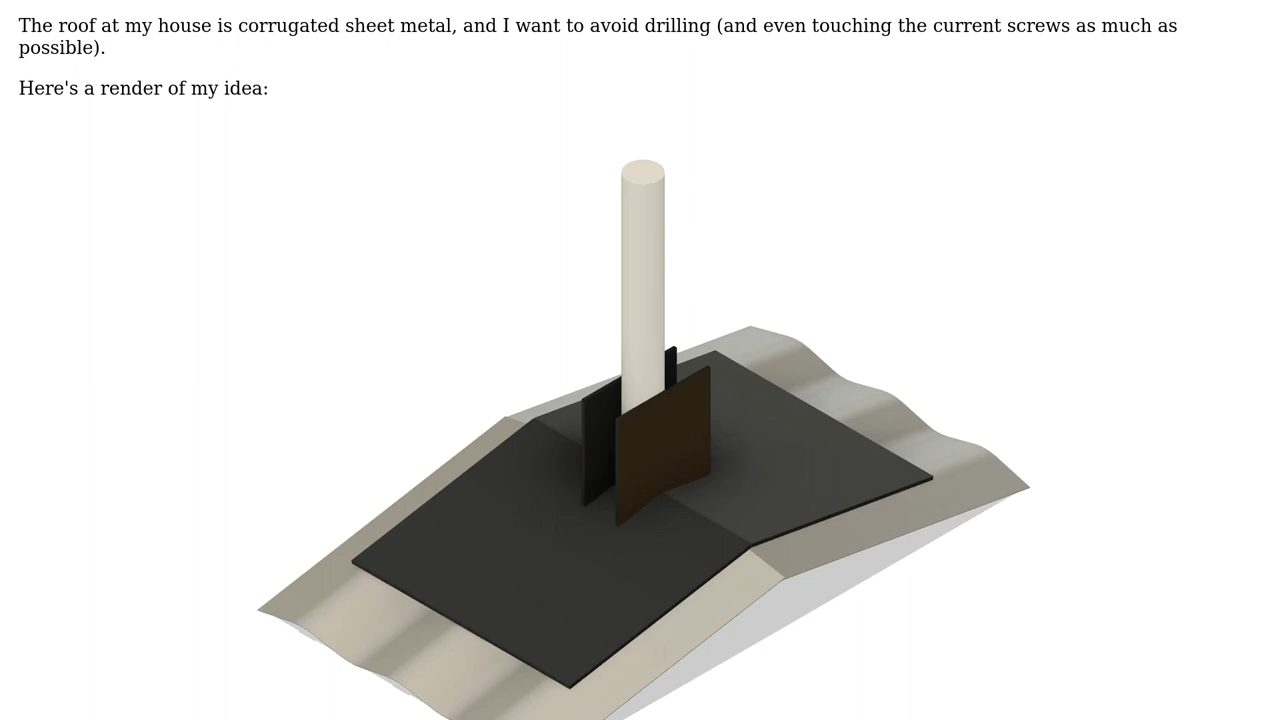 The roof at my house is corrugated sheet metal, and I want to avoid drilling (and even touching the current screws as much as
possible).
Here's a render of my idea: